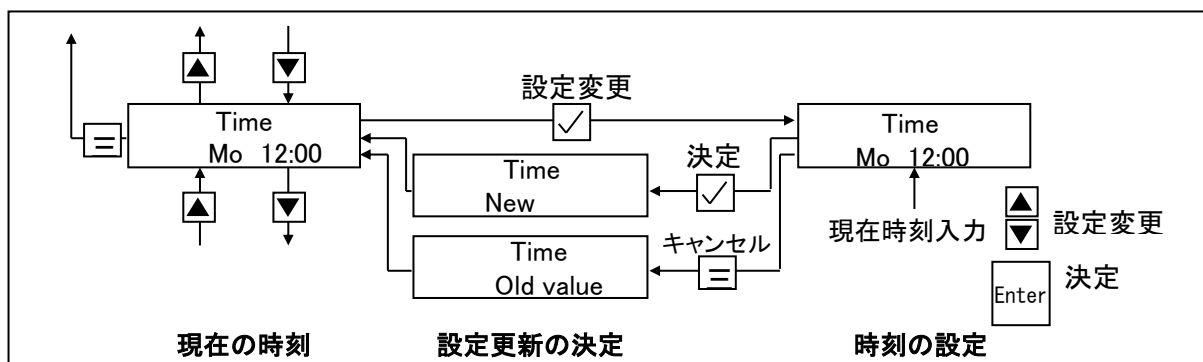 設定変更
Time
Mo 12:00
Time
New
決定
Time
Mo 12:00
キャンセル
Time
Old value
現在時刻入力
設定変更
Enter
決定
現在の時刻
設定更新の決定
時刻の設定